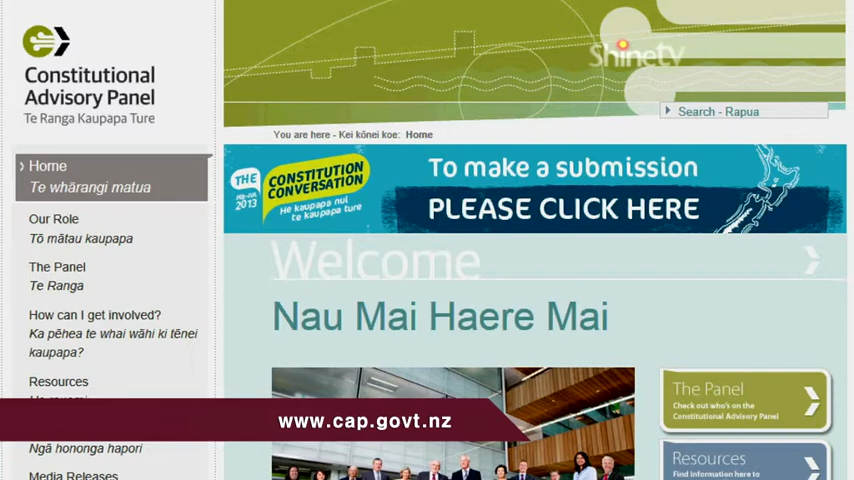 Constitutional
Advisory Panel
Te Ranga Kaupapa Ture
Shinetv
Search - Rapua
You are here - Kei kōnei koe: Home
Home
Te whārangi matua
Our Role
Tō mātau kaupapa
The Panel
Te Ranga
How can I get involved?
Ka pēhea te whai wāhi ki tēnei
kaupapa?
Resources
Ngā hononga hapori
Media Releases
THE
CONSTITUTION
CONVERSATION
2013
He kaupapa nui
te kaupapa ture
To make a submission
PLEASE CLICK HERE
Welcome
Nau Mai Haere Mai
The Panel
Check out who's on the
Constitutional Advisory Panel
Resources
Find information here to
www.cap.govt.nz